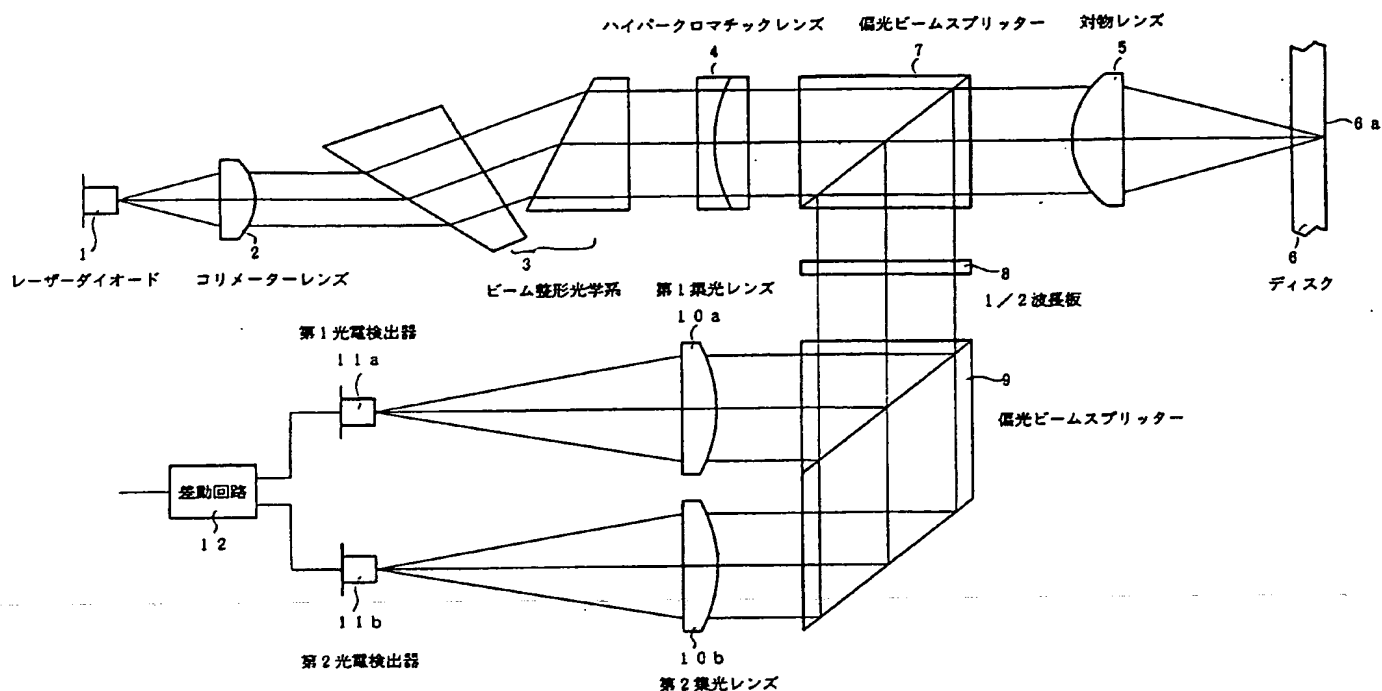 ハイパークロマチックレンズ
4
偏光ビームスプリッター
7
対物レンズ
5
6a
1
レーザーダイオード
2
コリメーターレンズ
3
ビーム整形光学系
6
ディスク
8
1/2波長板
第1集光レンズ
10a
第1光電検出器
11a
9
偏光ビームスプリッター
差動回路
12
11b
第2光電検出器
10b
第2集光レンズ